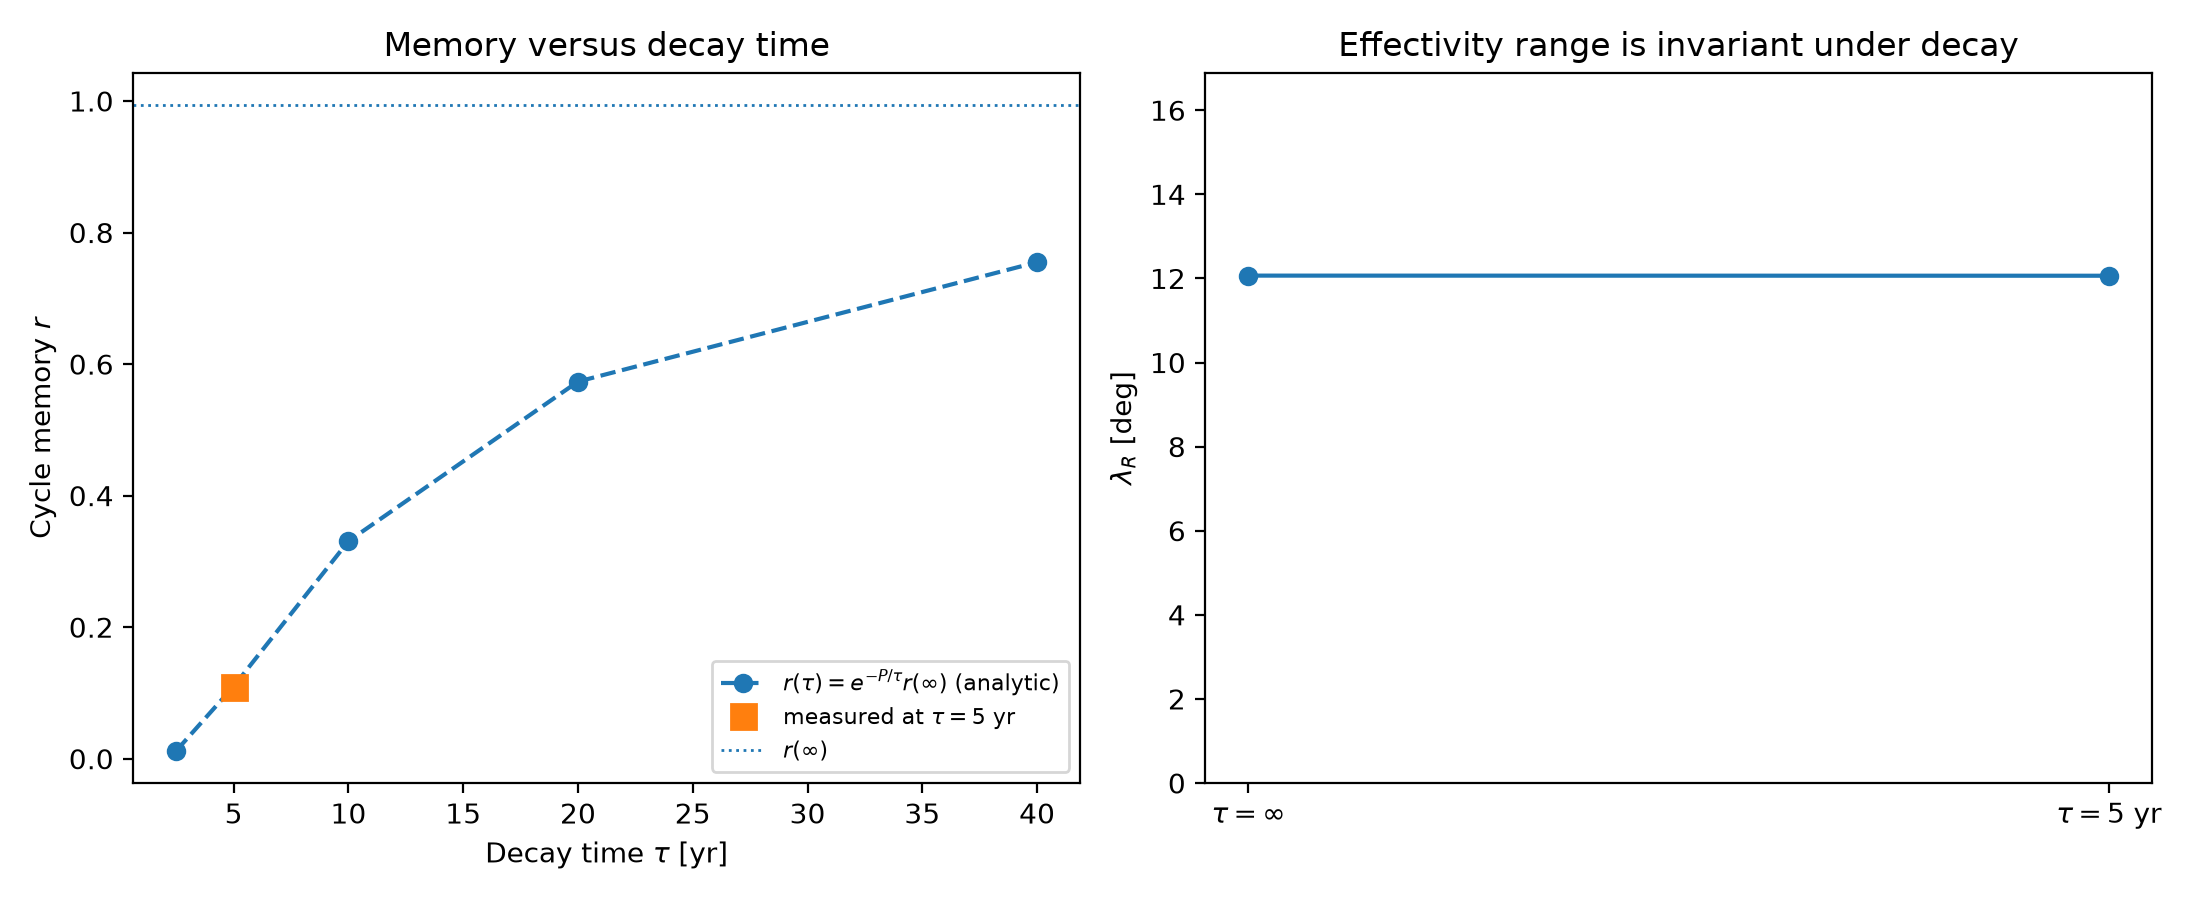 Memory versus decay time
Cycle memory r
1.0
0.8
0.6
0.4
0.2
0.0
r(τ) = e^{−P/τ} r(∞) (analytic)
measured at τ = 5 yr
r(∞)
5 10 15 20 25 30 35 40
Decay time τ [yr]
Effectivity range is invariant under decay
λ_R [deg]
16
14
12
10
8
6
4
2
0
τ = ∞ τ = 5 yr